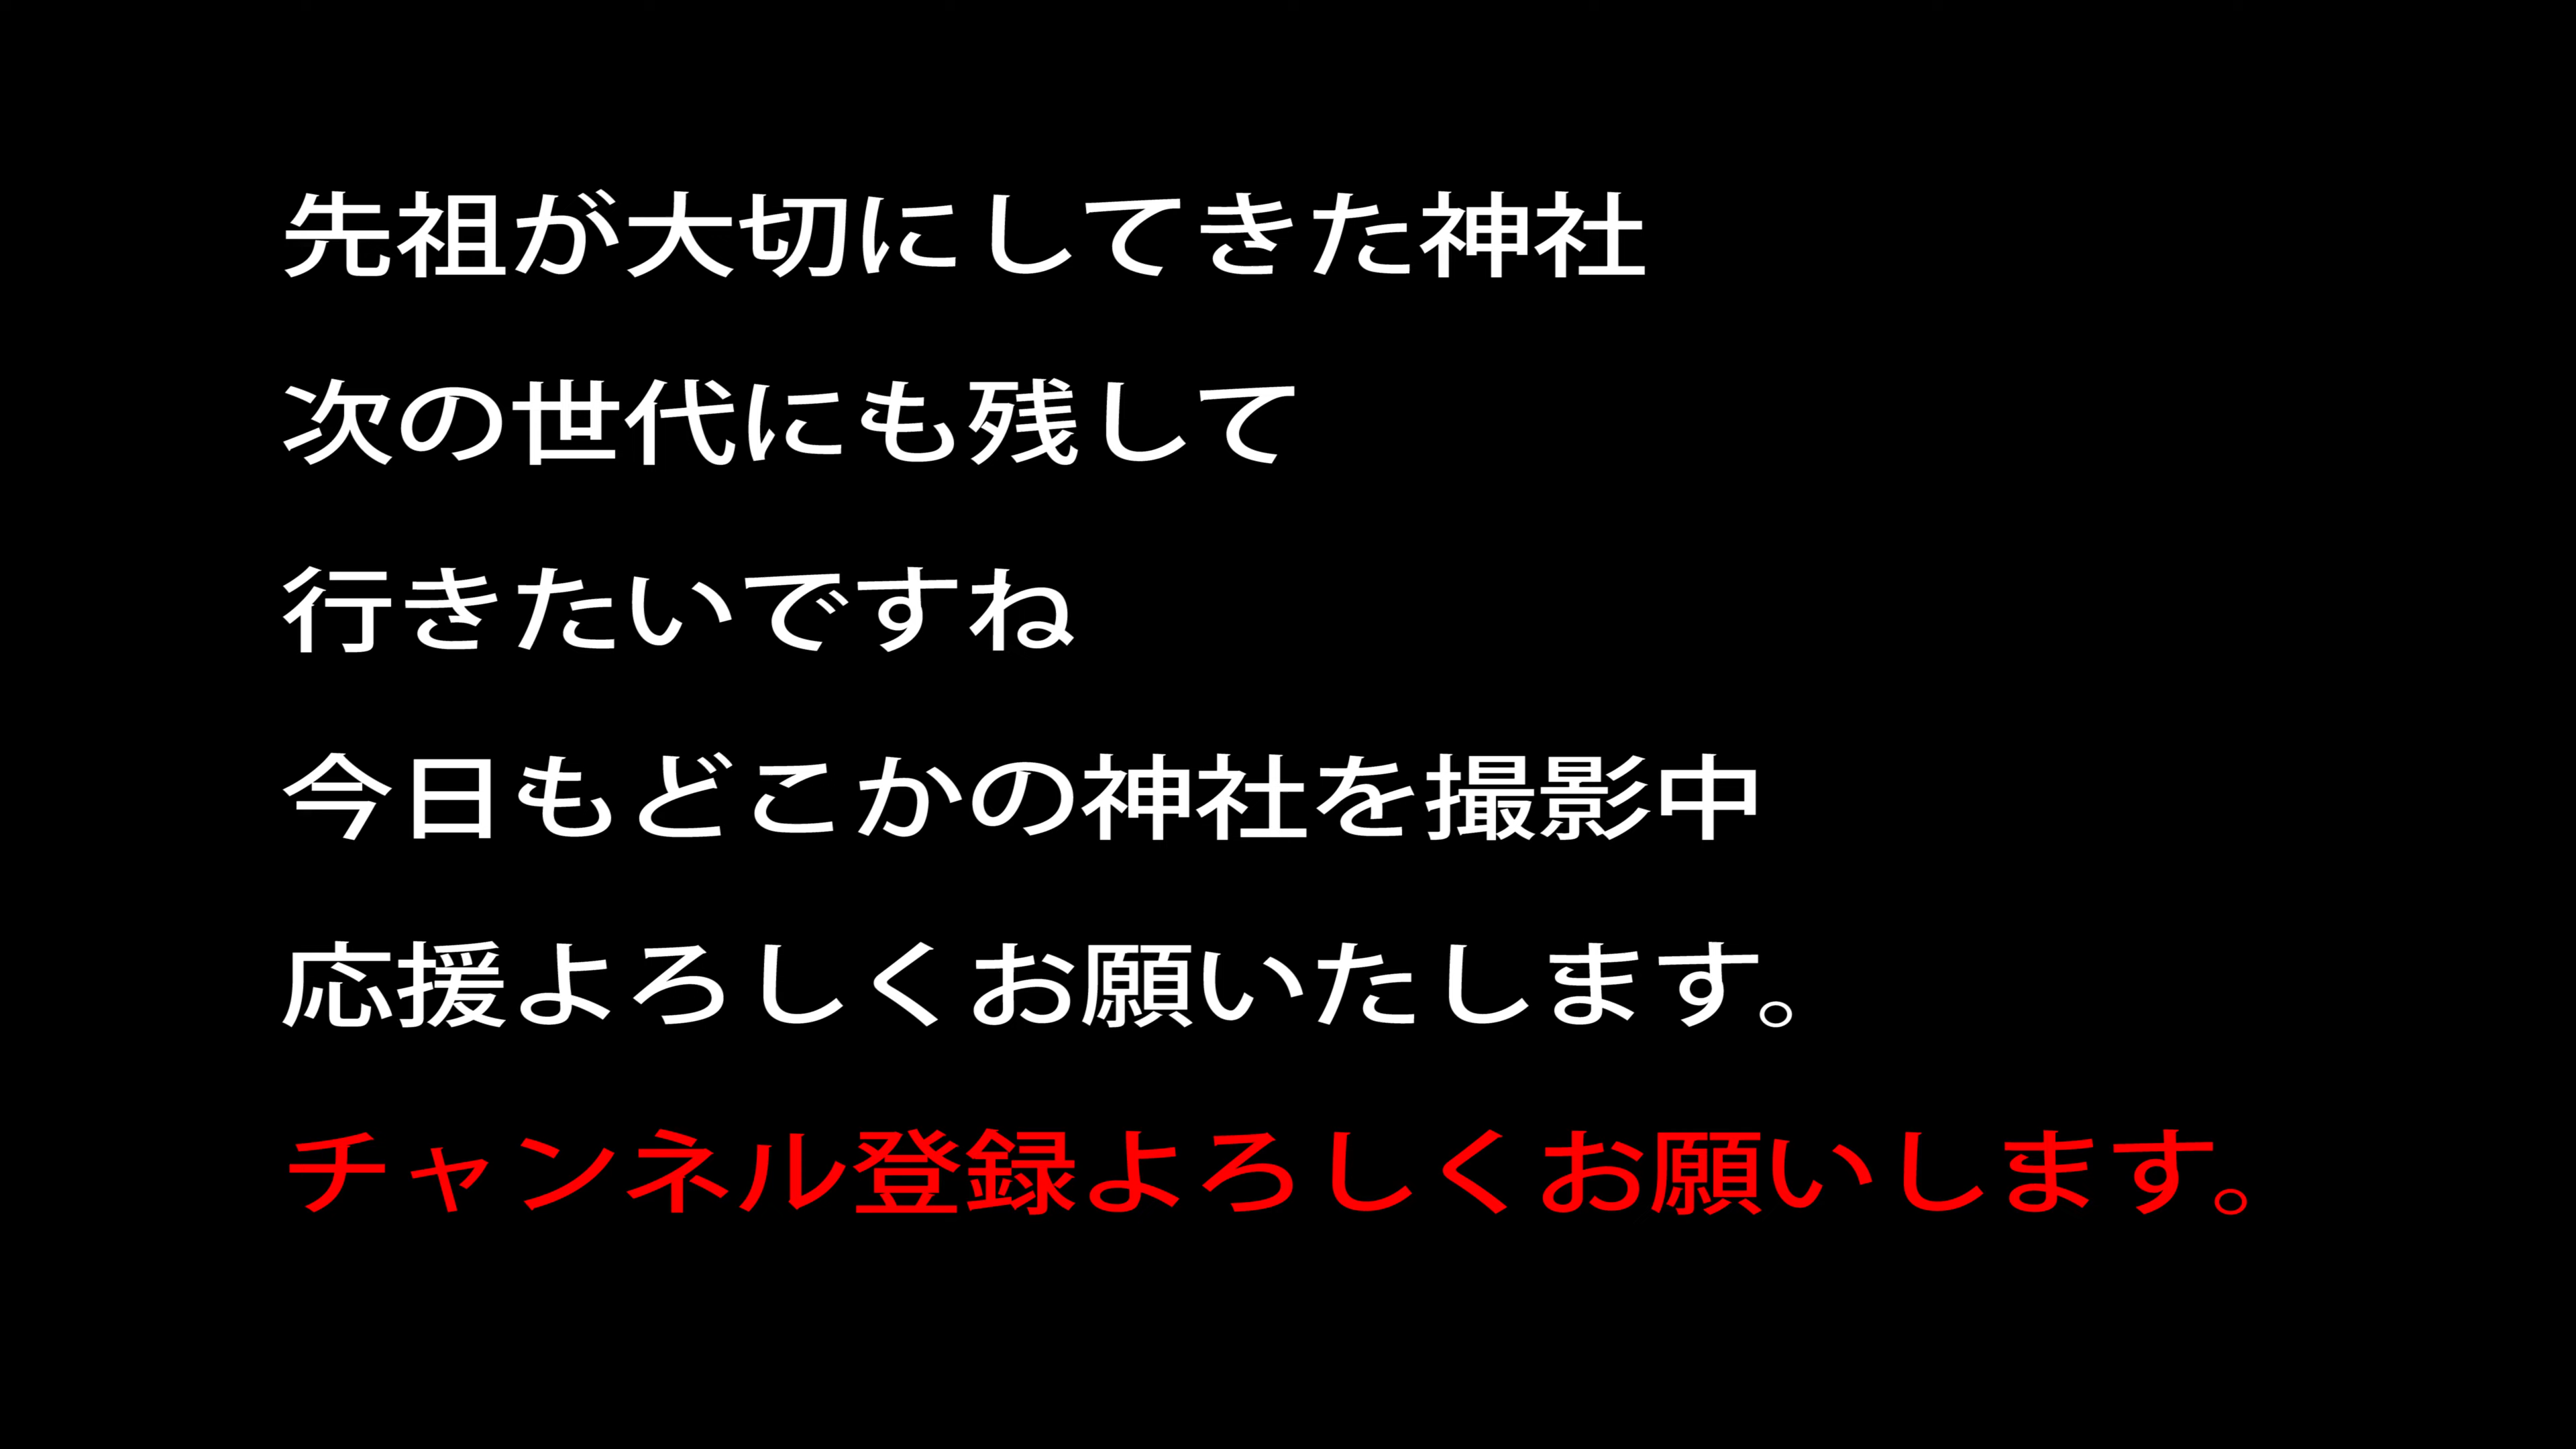 先祖が大切にしてきた神社
次の世代にも残して
行きたいですね
今日もどこかの神社を撮影中
応援よろしくお願いたします。
チャンネル登録よろしくお願いします。